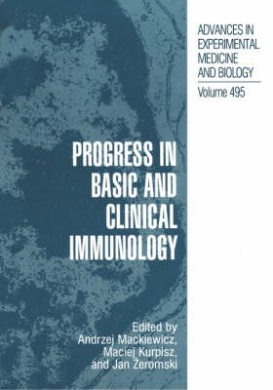 ADVANCES IN
EXPERIMENTAL
MEDICINE
AND BIOLOGY
Volume 495
PROGRESS IN
BASIC AND
CLINICAL
IMMUNOLOGY
Edited by
Andrzej Mackiewicz,
Maciej Kurpisz,
and Jan Żeromski